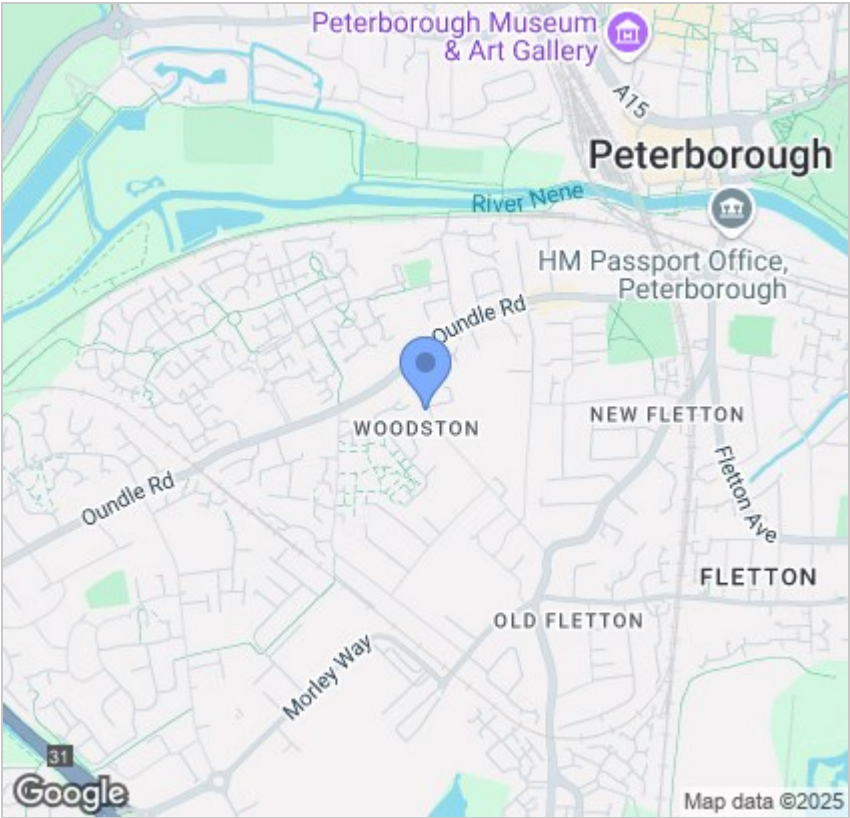 Peterborough Museum
& Art Gallery
A15
Peterborough
River Nene
HM Passport Office,
Peterborough
Oundle Rd
WOODSTON
NEW FLETTON
Oundle Rd
Fletton Ave
FLETTON
OLD FLETTON
Morley Way
31
Google
Map data ©2025